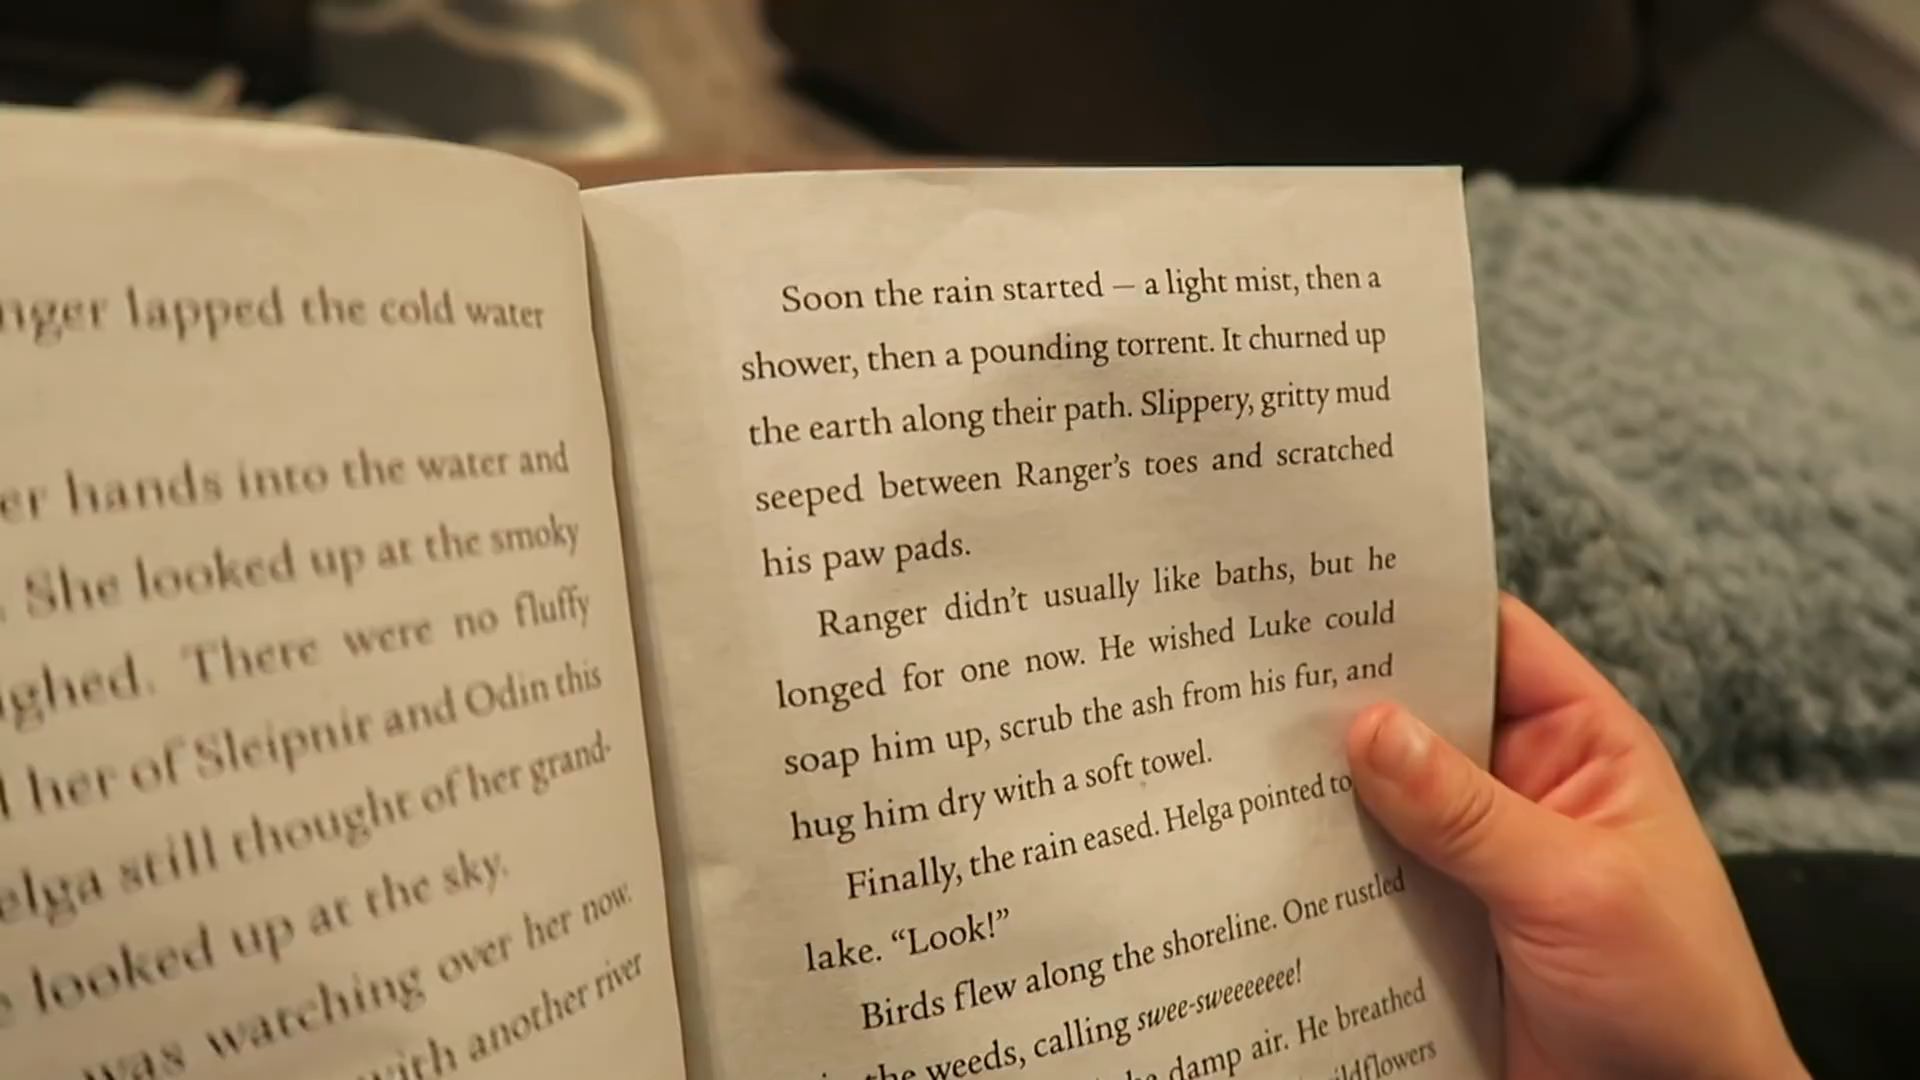 lapped the cold water
hands into the water and
She looked up at the smoky
There were no fluffy
her of Sleipnir and Odin this
still thought of her grand-
looked up at the sky.
was watching over her now.
with another river
Soon the rain started – a light mist, then a
shower, then a pounding torrent. It churned up
the earth along their path. Slippery, gritty mud
seeped between Ranger’s toes and scratched
his paw pads.
Ranger didn’t usually like baths, but he
longed for one now. He wished Luke could
soap him up, scrub the ash from his fur, and
hug him dry with a soft towel.
Finally, the rain eased. Helga pointed to
lake. “Look!”
Birds flew along the shoreline. One rustled
the weeds, calling swee-sweeeeeee!
damp air. He breathed